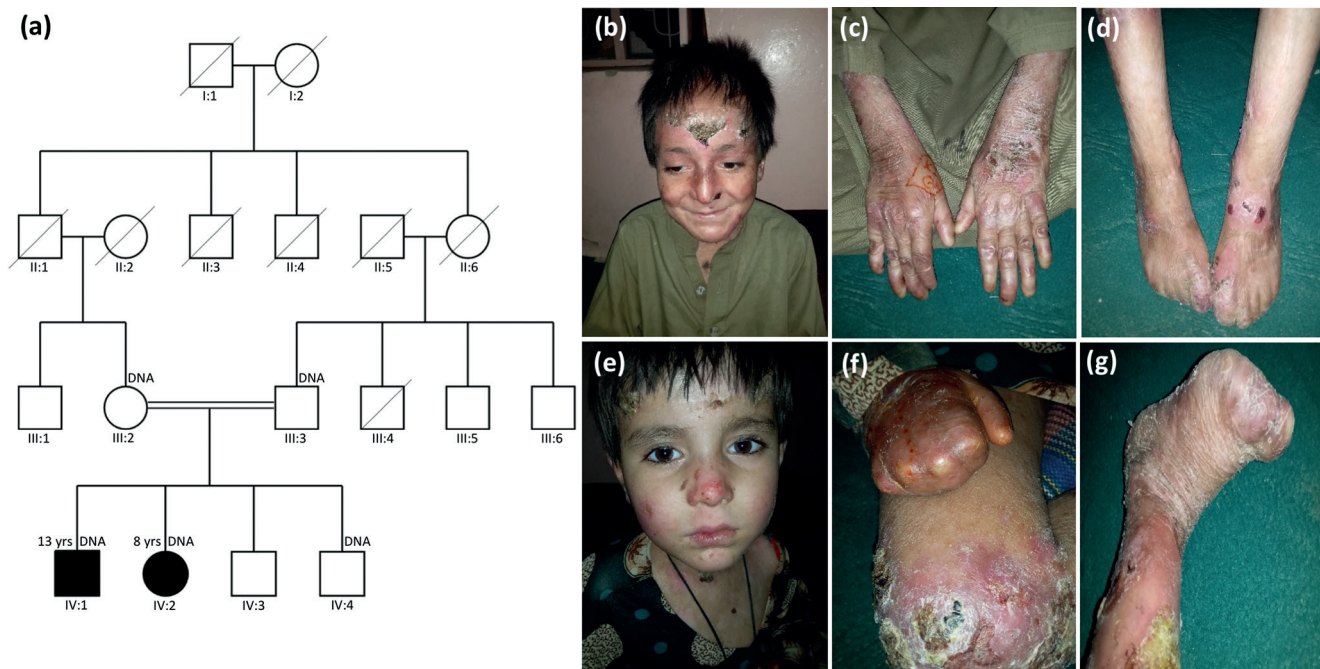 (a)
I:1 I:2
II:1 II:2 II:3 II:4 II:5 II:6
DNA DNA
III:1 III:2 III:3 III:4 III:5 III:6
13 yrs DNA 8 yrs DNA DNA
IV:1 IV:2 IV:3 IV:4
(b)
(c)
(d)
(e)
(f)
(g)